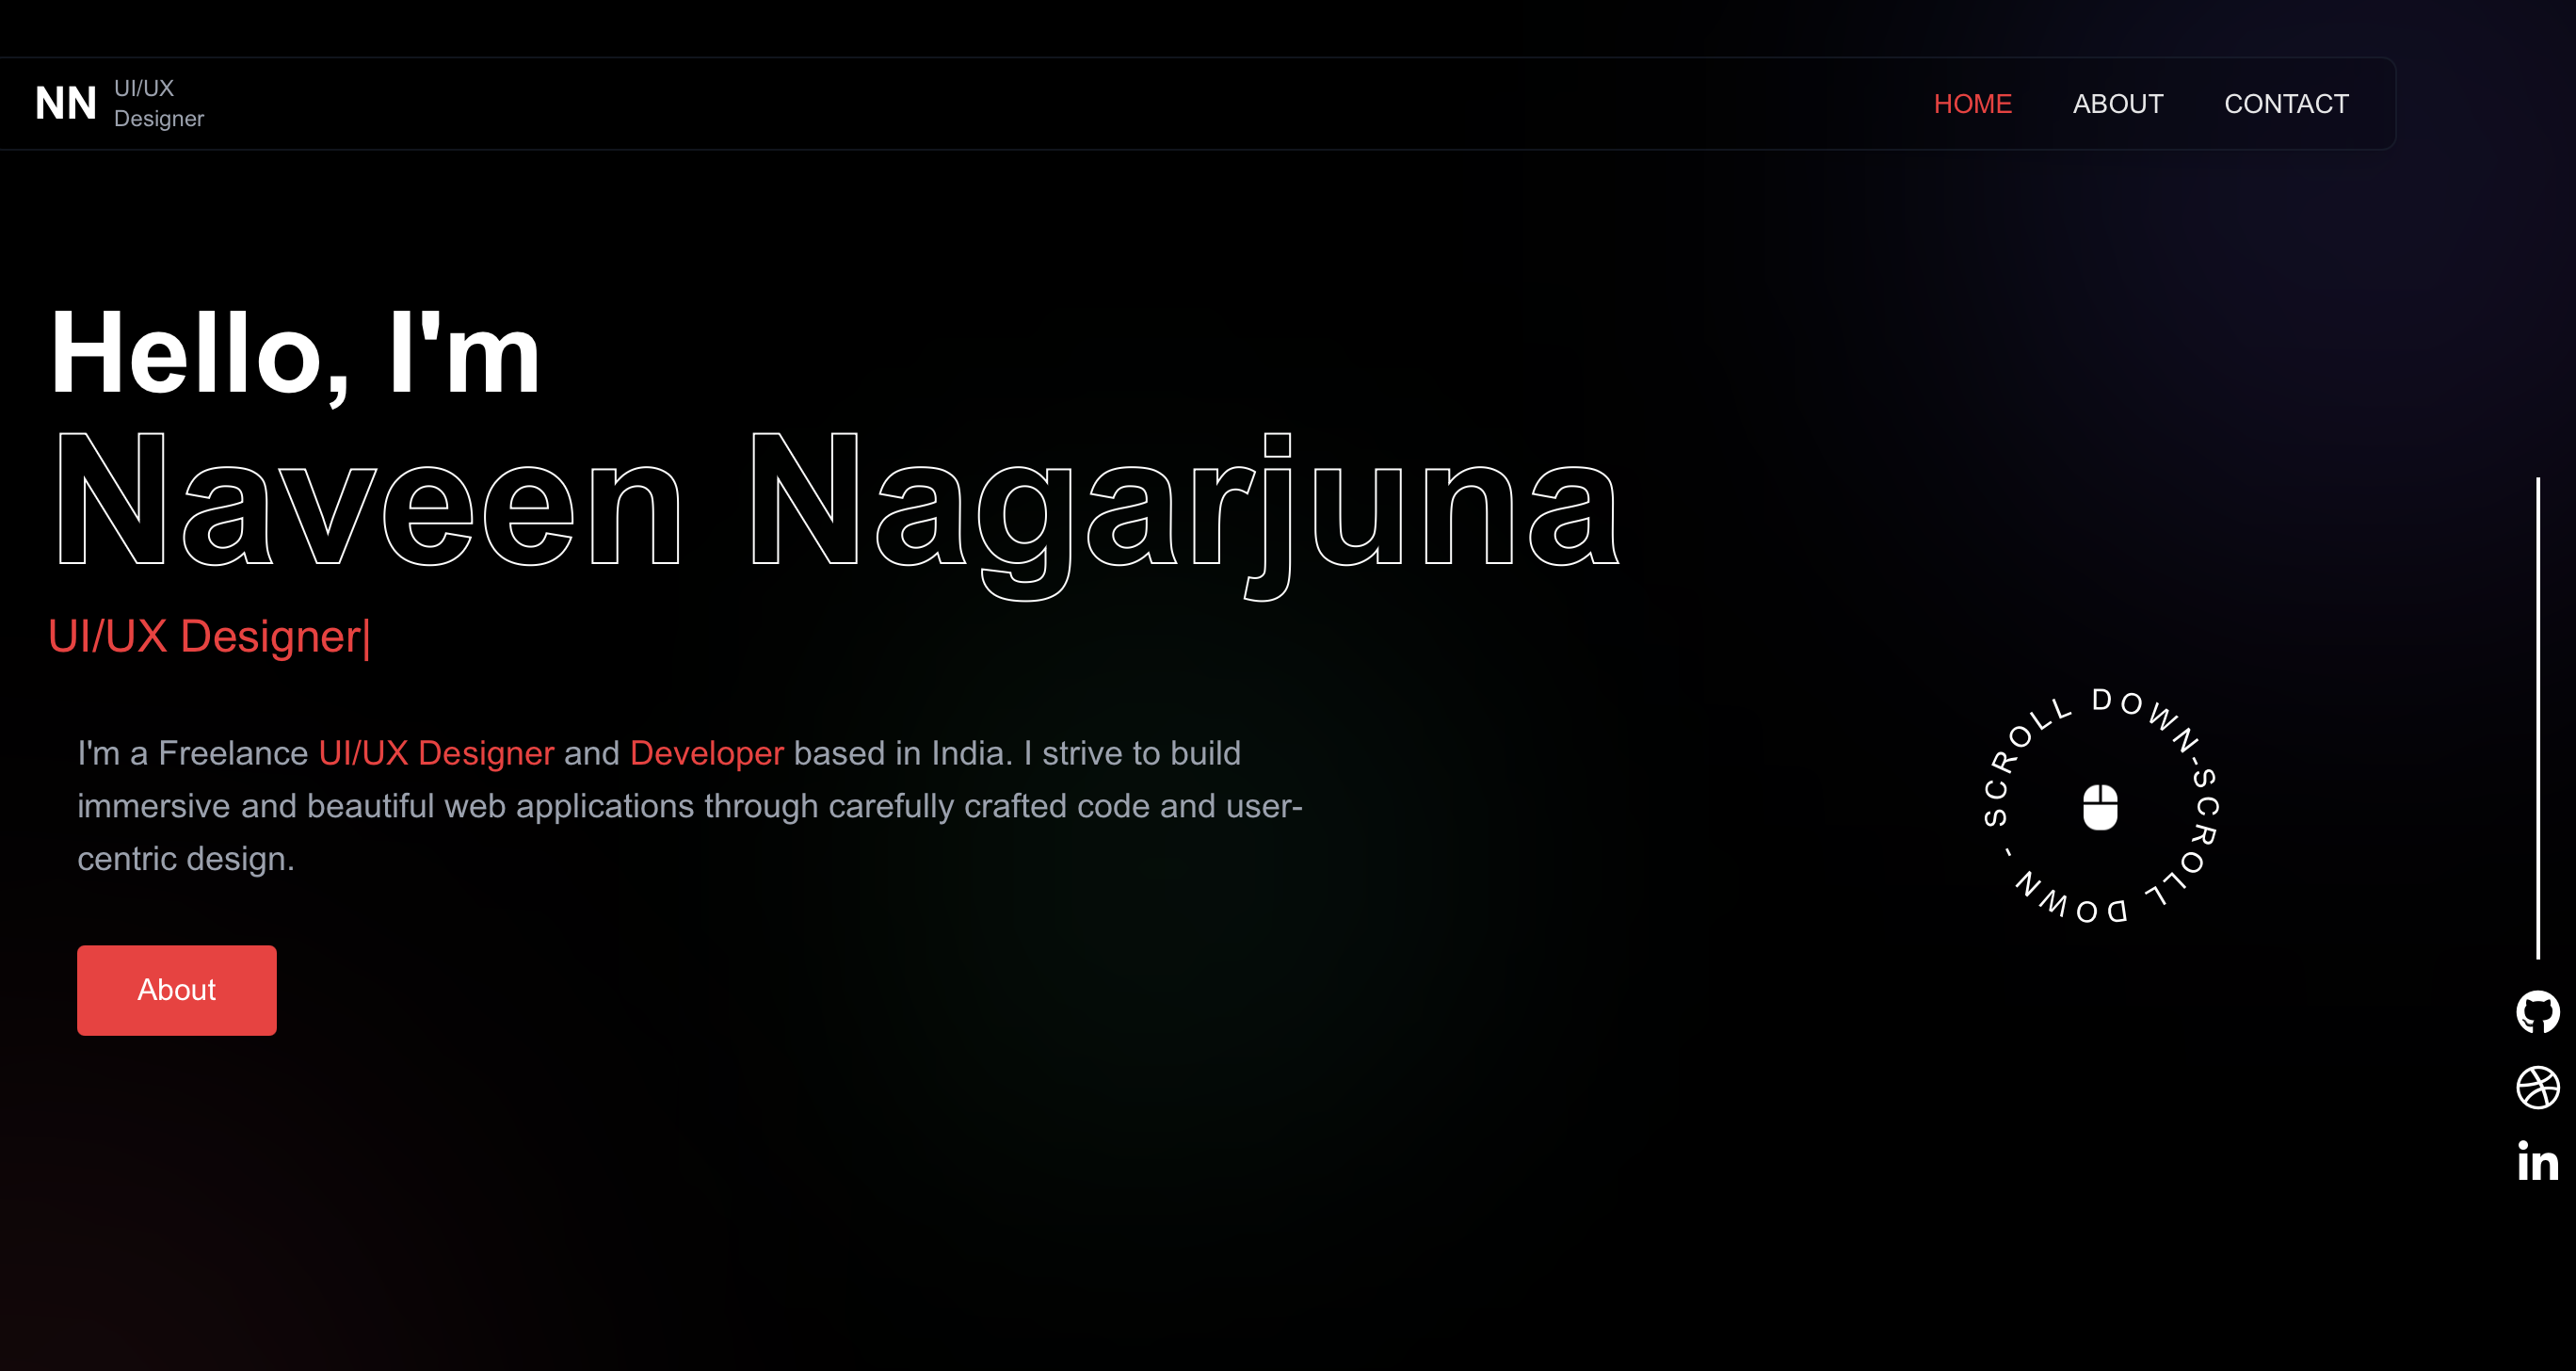 NN
UI/UX
Designer
HOME ABOUT CONTACT
Hello, I'm
Naveen Nagarjuna
UI/UX Designer|
I'm a Freelance UI/UX Designer and Developer based in India. I strive to build
immersive and beautiful web applications through carefully crafted code and user-
centric design.
SCROLL DOWN-SCROLL DOWN -
About
in